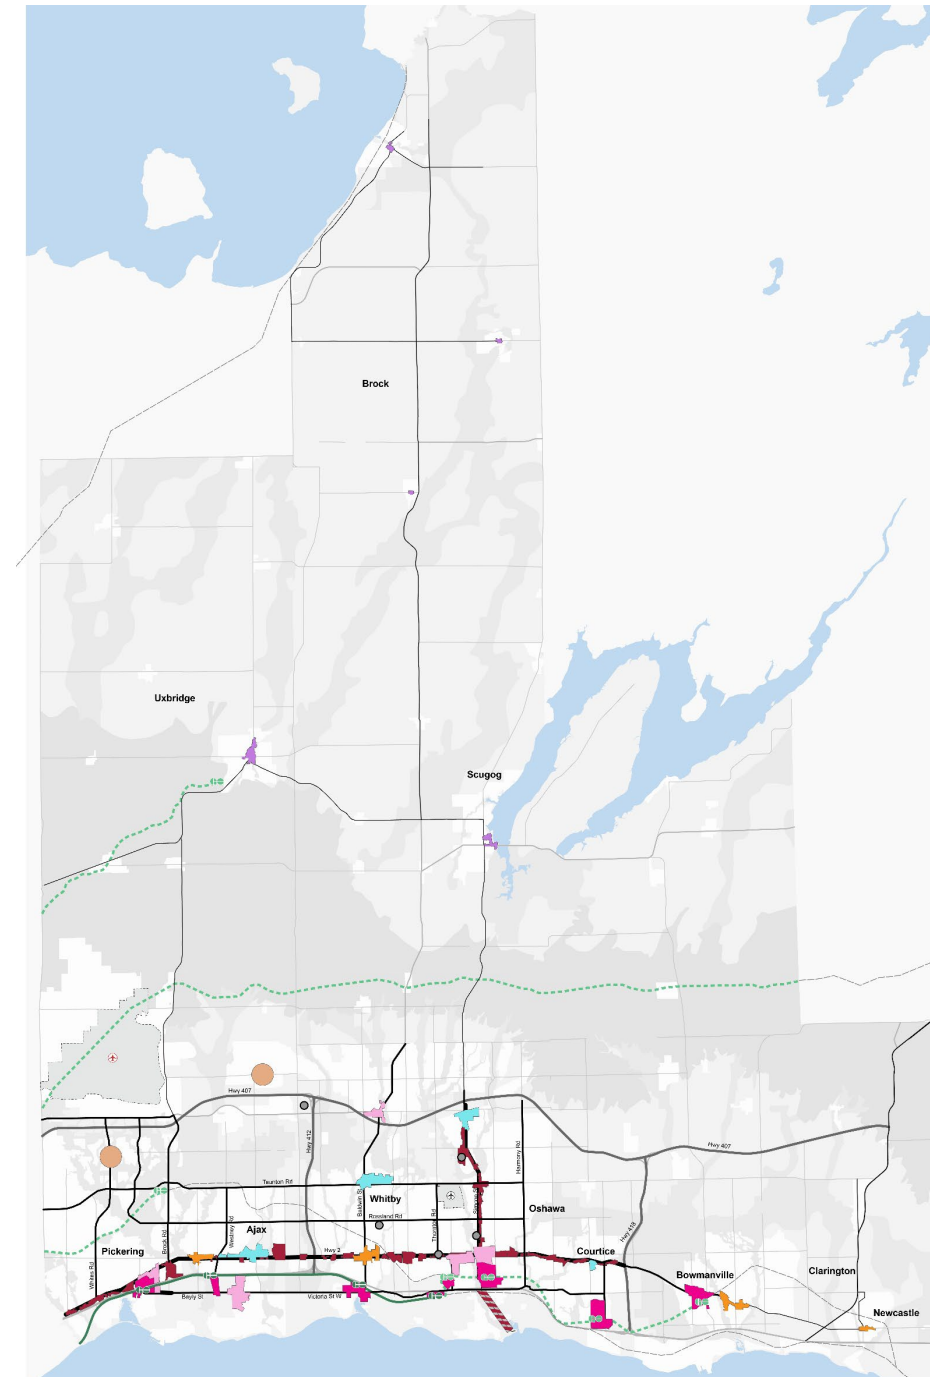 Brock
Uxbridge
Scugog
Hwy 407
Hwy 412
Harmony Rd
Hwy 407
Taunton Rd
Baldwin St
Whitby
Simcoe St
Rossland Rd
Thornton Rd
Oshawa
Ajax
Westney Rd
Brock Rd
Hwy 418
Pickering
Hwy 2
Courtice
Whites Rd
Bowmanville
Clarington
Bayly St
Victoria St W
Newcastle